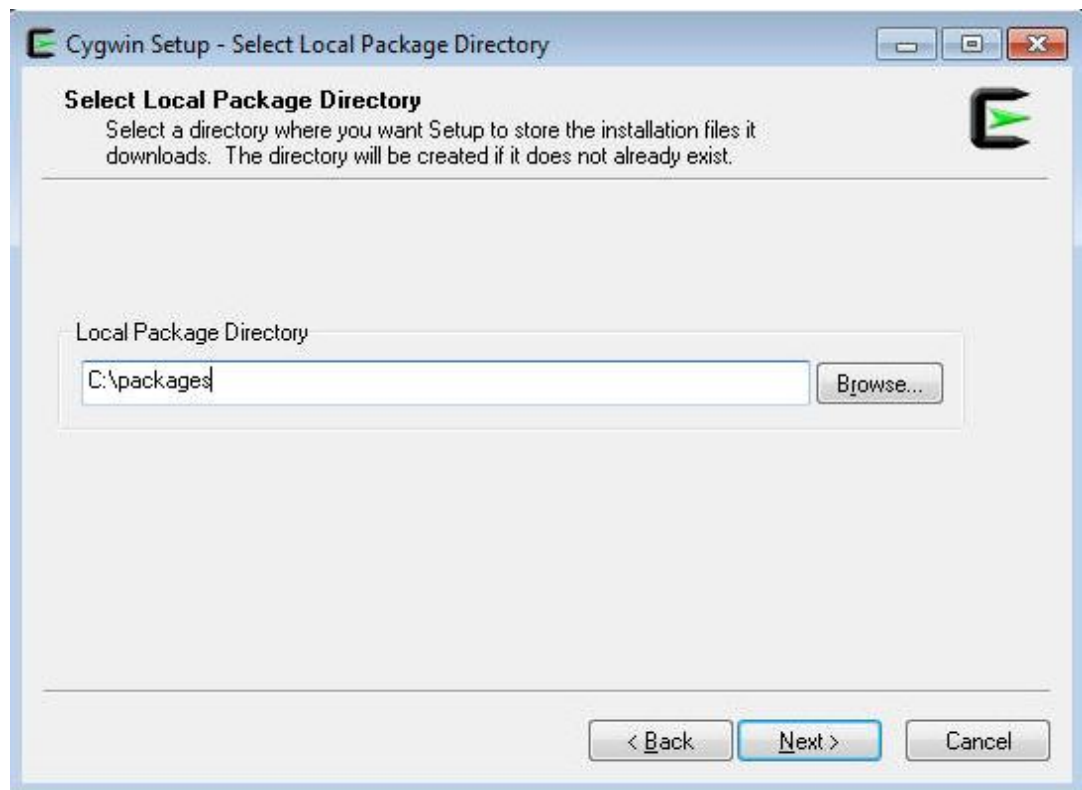 Cygwin Setup - Select Local Package Directory
Select Local Package Directory
Select a directory where you want Setup to store the installation files it
downloads.  The directory will be created if it does not already exist.
Local Package Directory
C:\packages
Browse...
< Back
Next >
Cancel